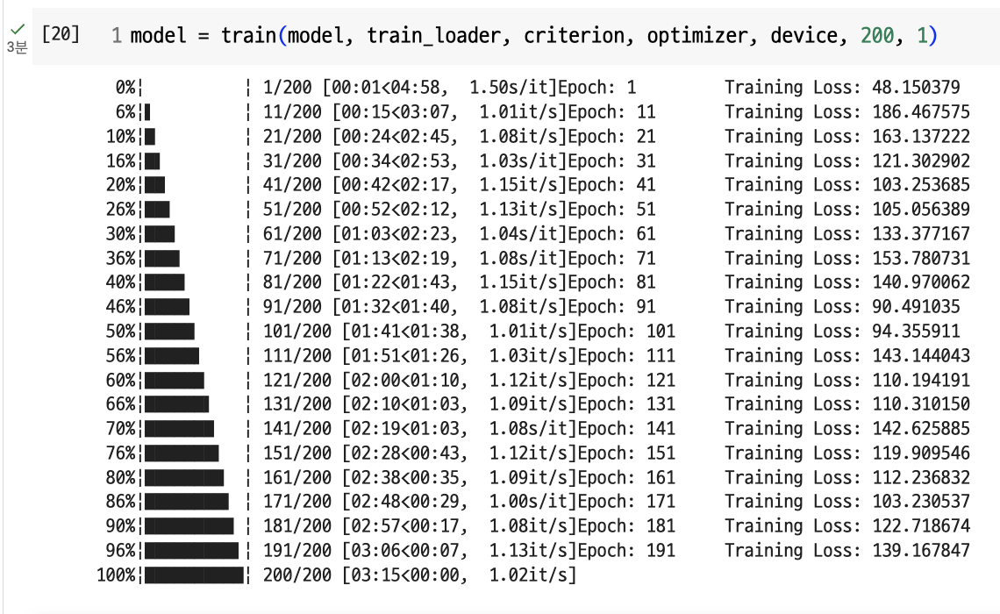 [20] 1 model = train(model, train_loader, criterion, optimizer, device, 200, 1)
3분
0%| | 1/200 [00:01<04:58, 1.50s/it]Epoch: 1 Training Loss: 48.150379
6%| | 11/200 [00:15<03:07, 1.01it/s]Epoch: 11 Training Loss: 186.467575
10%| | 21/200 [00:24<02:45, 1.08it/s]Epoch: 21 Training Loss: 163.137222
16%| | 31/200 [00:34<02:53, 1.03s/it]Epoch: 31 Training Loss: 121.302902
20%| | 41/200 [00:42<02:17, 1.15it/s]Epoch: 41 Training Loss: 103.253685
26%| | 51/200 [00:52<02:12, 1.13it/s]Epoch: 51 Training Loss: 105.056389
30%| | 61/200 [01:03<02:23, 1.04s/it]Epoch: 61 Training Loss: 133.377167
36%| | 71/200 [01:13<02:19, 1.08s/it]Epoch: 71 Training Loss: 153.780731
40%| | 81/200 [01:22<01:43, 1.15it/s]Epoch: 81 Training Loss: 140.970062
46%| | 91/200 [01:32<01:40, 1.08it/s]Epoch: 91 Training Loss: 90.491035
50%| | 101/200 [01:41<01:38, 1.01it/s]Epoch: 101 Training Loss: 94.355911
56%| | 111/200 [01:51<01:26, 1.03it/s]Epoch: 111 Training Loss: 143.144043
60%| | 121/200 [02:00<01:10, 1.12it/s]Epoch: 121 Training Loss: 110.194191
66%| | 131/200 [02:10<01:03, 1.09it/s]Epoch: 131 Training Loss: 110.310150
70%| | 141/200 [02:19<01:03, 1.08s/it]Epoch: 141 Training Loss: 142.625885
76%| | 151/200 [02:28<00:43, 1.12it/s]Epoch: 151 Training Loss: 119.909546
80%| | 161/200 [02:38<00:35, 1.09it/s]Epoch: 161 Training Loss: 112.236832
86%| | 171/200 [02:48<00:29, 1.00s/it]Epoch: 171 Training Loss: 103.230537
90%| | 181/200 [02:57<00:17, 1.08it/s]Epoch: 181 Training Loss: 122.718674
96%| | 191/200 [03:06<00:07, 1.13it/s]Epoch: 191 Training Loss: 139.167847
100%| | 200/200 [03:15<00:00, 1.02it/s]